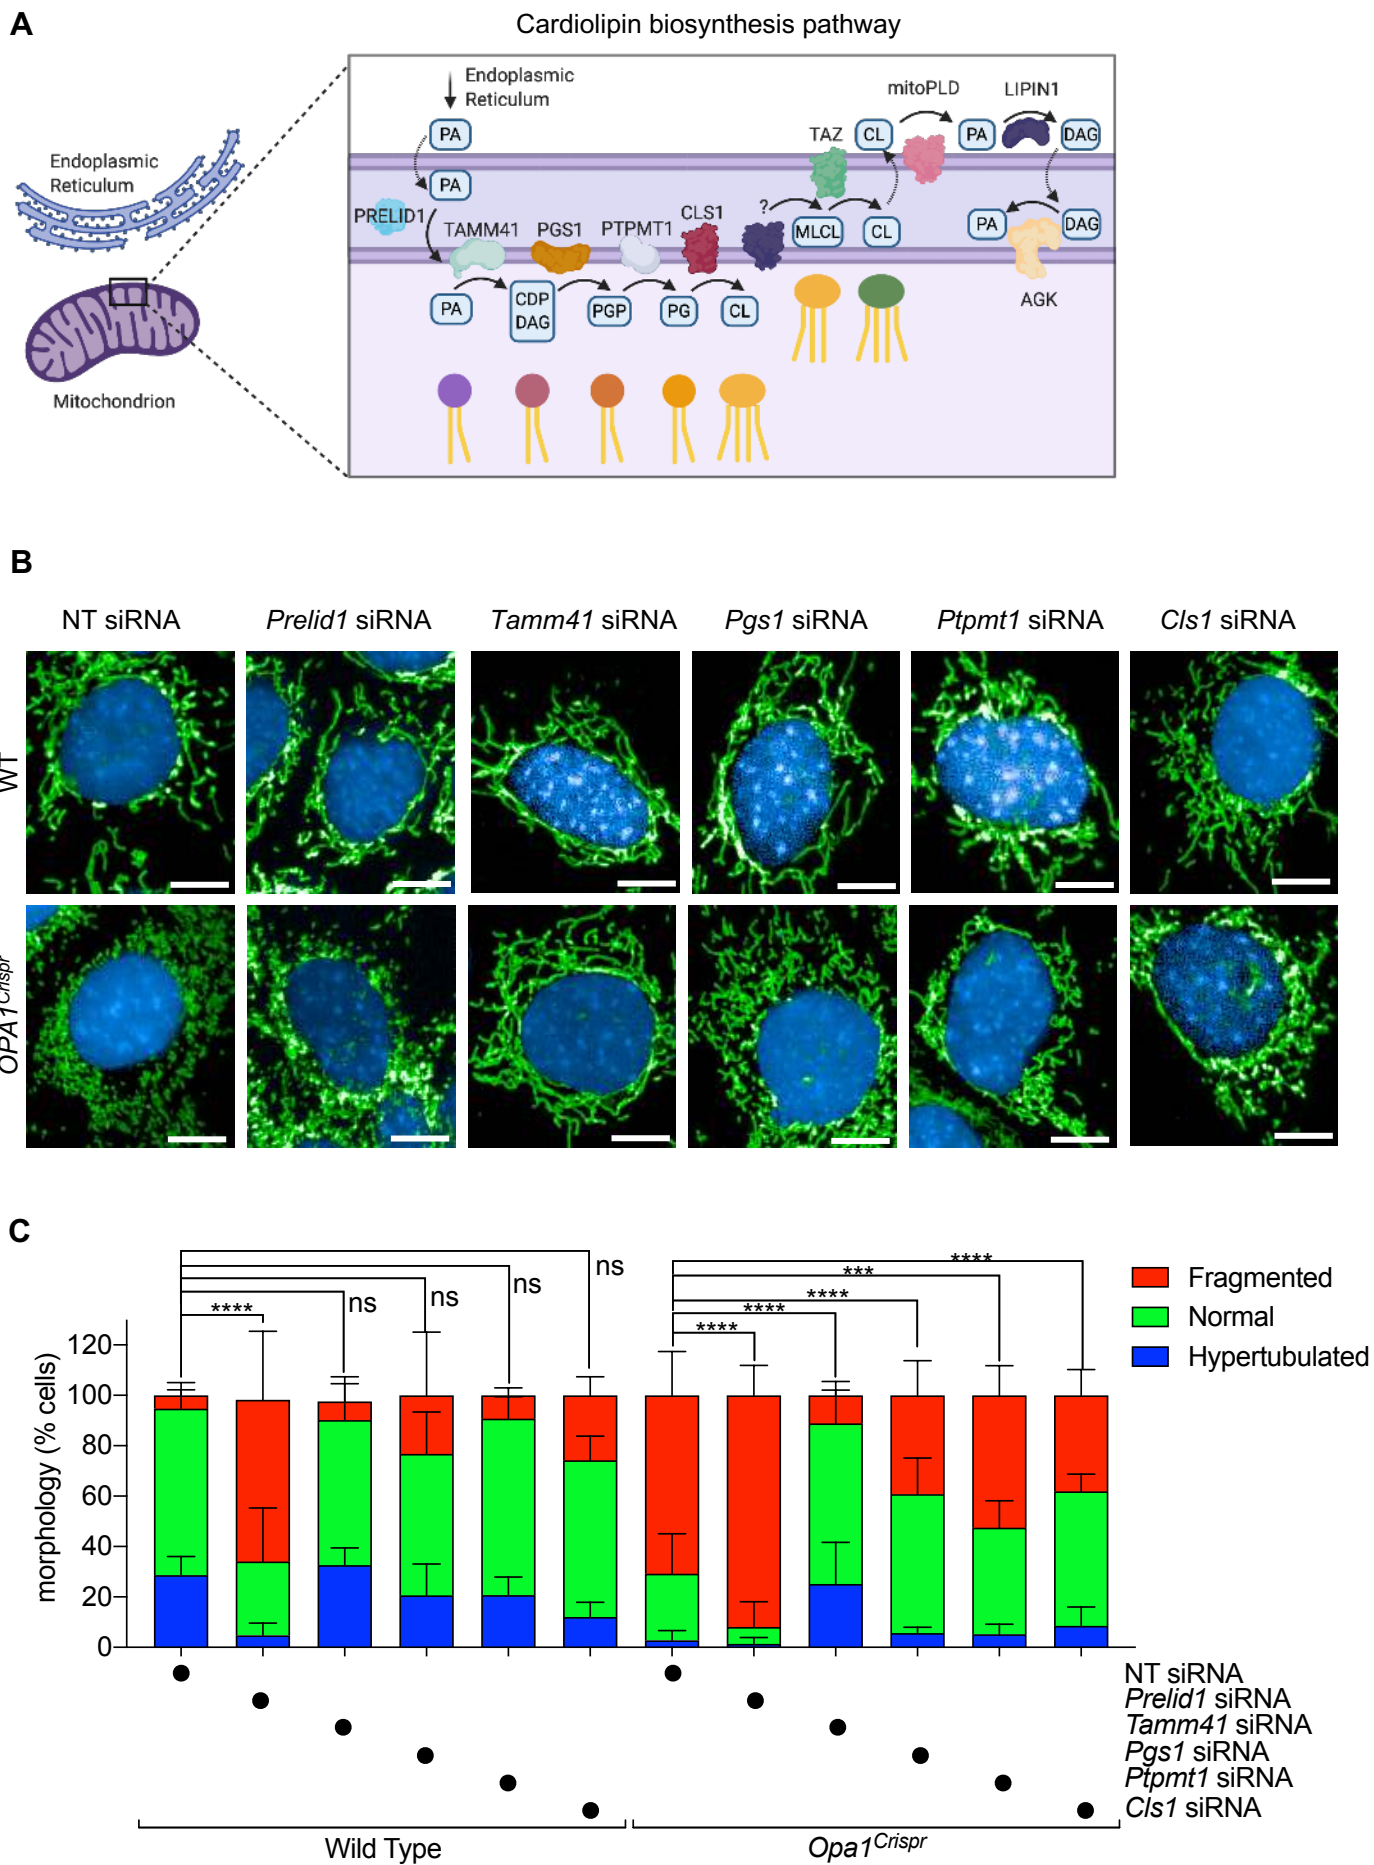 A
Cardiolipin biosynthesis pathway
Endoplasmic
Reticulum
Mitochondrion
Endoplasmic
Reticulum
PA
PA
PRELID1
TAMM41
PGS1
PTPMT1
CLS1
?
TAZ
CL
mitoPLD
PA
LIPIN1
DAG
MLCL
CL
PA
DAG
AGK
PA
CDP
DAG
PGP
PG
CL
B
NT siRNA
Prelid1 siRNA
Tamm41 siRNA
Pgs1 siRNA
Ptpmt1 siRNA
Cls1 siRNA
WT
OPA1Crispr
C
morphology (% cells)
120
100
80
60
40
20
0
****
ns
ns
ns
ns
****
****
****
***
****
Fragmented
Normal
Hypertubulated
NT siRNA
Prelid1 siRNA
Tamm41 siRNA
Pgs1 siRNA
Ptpmt1 siRNA
Cls1 siRNA
Wild Type
Opa1Crispr